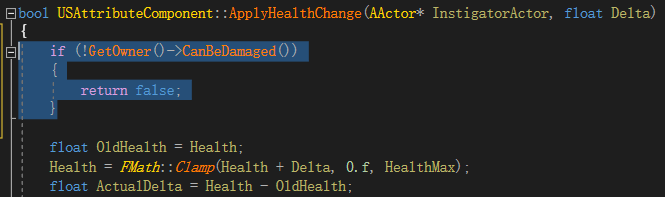 bool USAttributeComponent::ApplyHealthChange(AActor* InstigatorActor, float Delta)
{
if (!GetOwner()->CanBeDamaged())
{
return false;
}
float OldHealth = Health;
Health = FMath::Clamp(Health + Delta, 0.f, HealthMax);
float ActualDelta = Health - OldHealth;